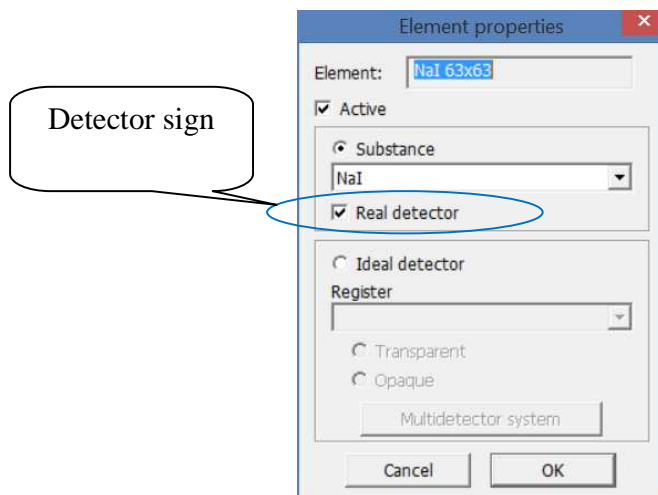 Element properties
Element: NaI 63x63
Active
Detector sign
Substance
NaI
Real detector
Ideal detector
Register
Transparent
Opaque
Multidetector system
Cancel OK